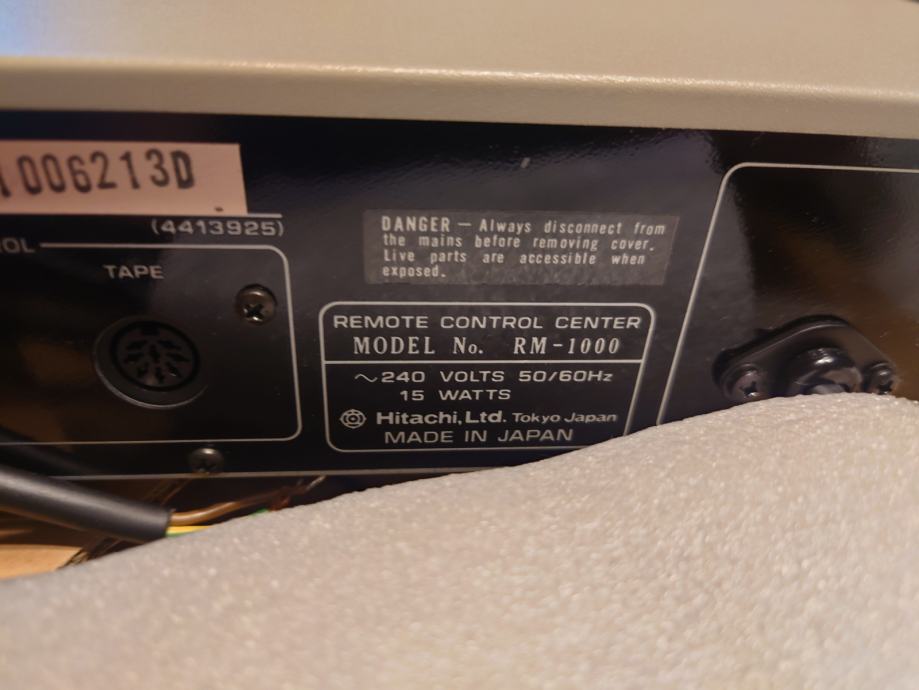 1006213D
(4413925)
TAPE
DANGER — Always disconnect from
the mains before removing cover.
Live parts are accessible when
exposed.
REMOTE CONTROL CENTER
MODEL No. RM-1000
~240 VOLTS 50/60Hz
15 WATTS
Hitachi, Ltd. Tokyo Japan
MADE IN JAPAN